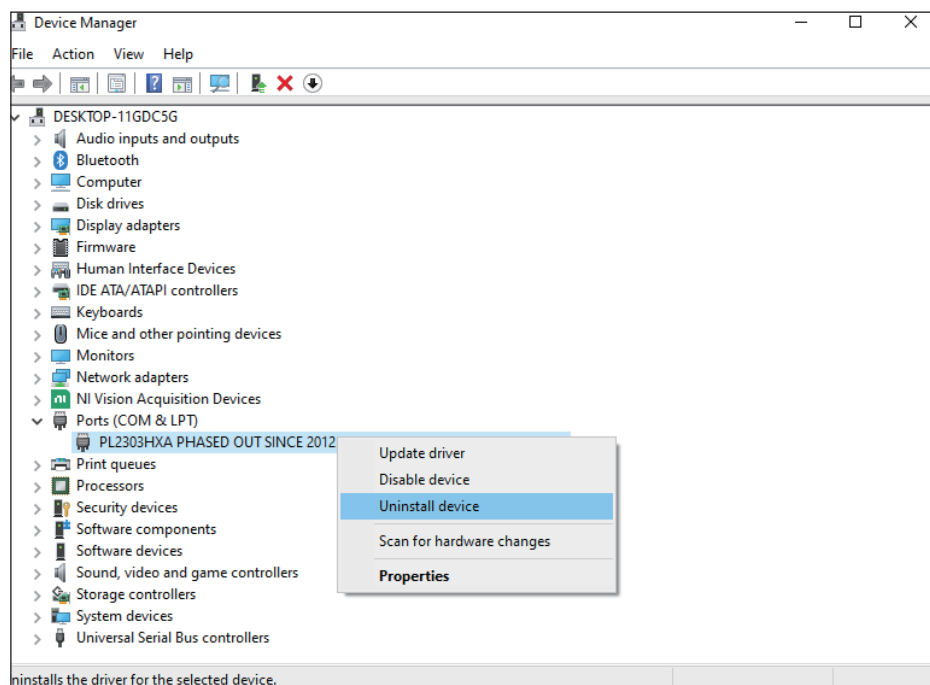 Device Manager
File Action View Help
DESKTOP-11GDC5G
Audio inputs and outputs
Bluetooth
Computer
Disk drives
Display adapters
Firmware
Human Interface Devices
IDE ATA/ATAPI controllers
Keyboards
Mice and other pointing devices
Monitors
Network adapters
NI Vision Acquisition Devices
Ports (COM & LPT)
PL2303HXA PHASED OUT SINCE 2012
Update driver
Disable device
Uninstall device
Scan for hardware changes
Properties
Print queues
Processors
Security devices
Software components
Software devices
Sound, video and game controllers
Storage controllers
System devices
Universal Serial Bus controllers
ninstalls the driver for the selected device.